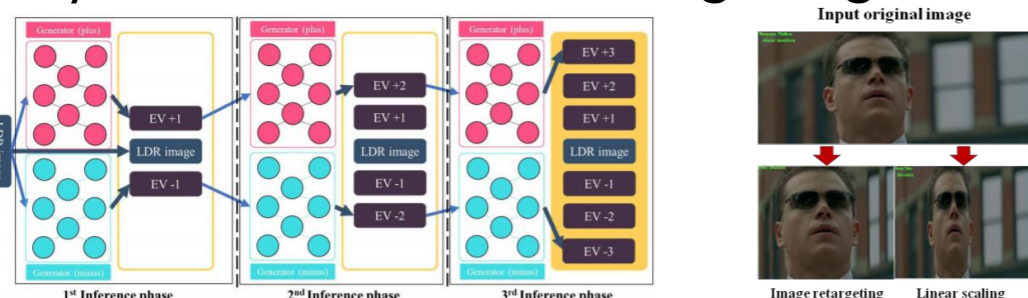 Input original image
Generator (plus)
Generator (plus)
Generator (plus)
EV +3
EV +2
EV +2
EV +1
EV +1
EV +1
LDR image
LDR image
LDR image
EV -1
EV -1
EV -1
EV -2
EV -2
EV -3
Generator (minus)
Generator (minus)
Generator (minus)
1st Inference phase
2nd Inference phase
3rd Inference phase
Image retargeting
Linear scaling